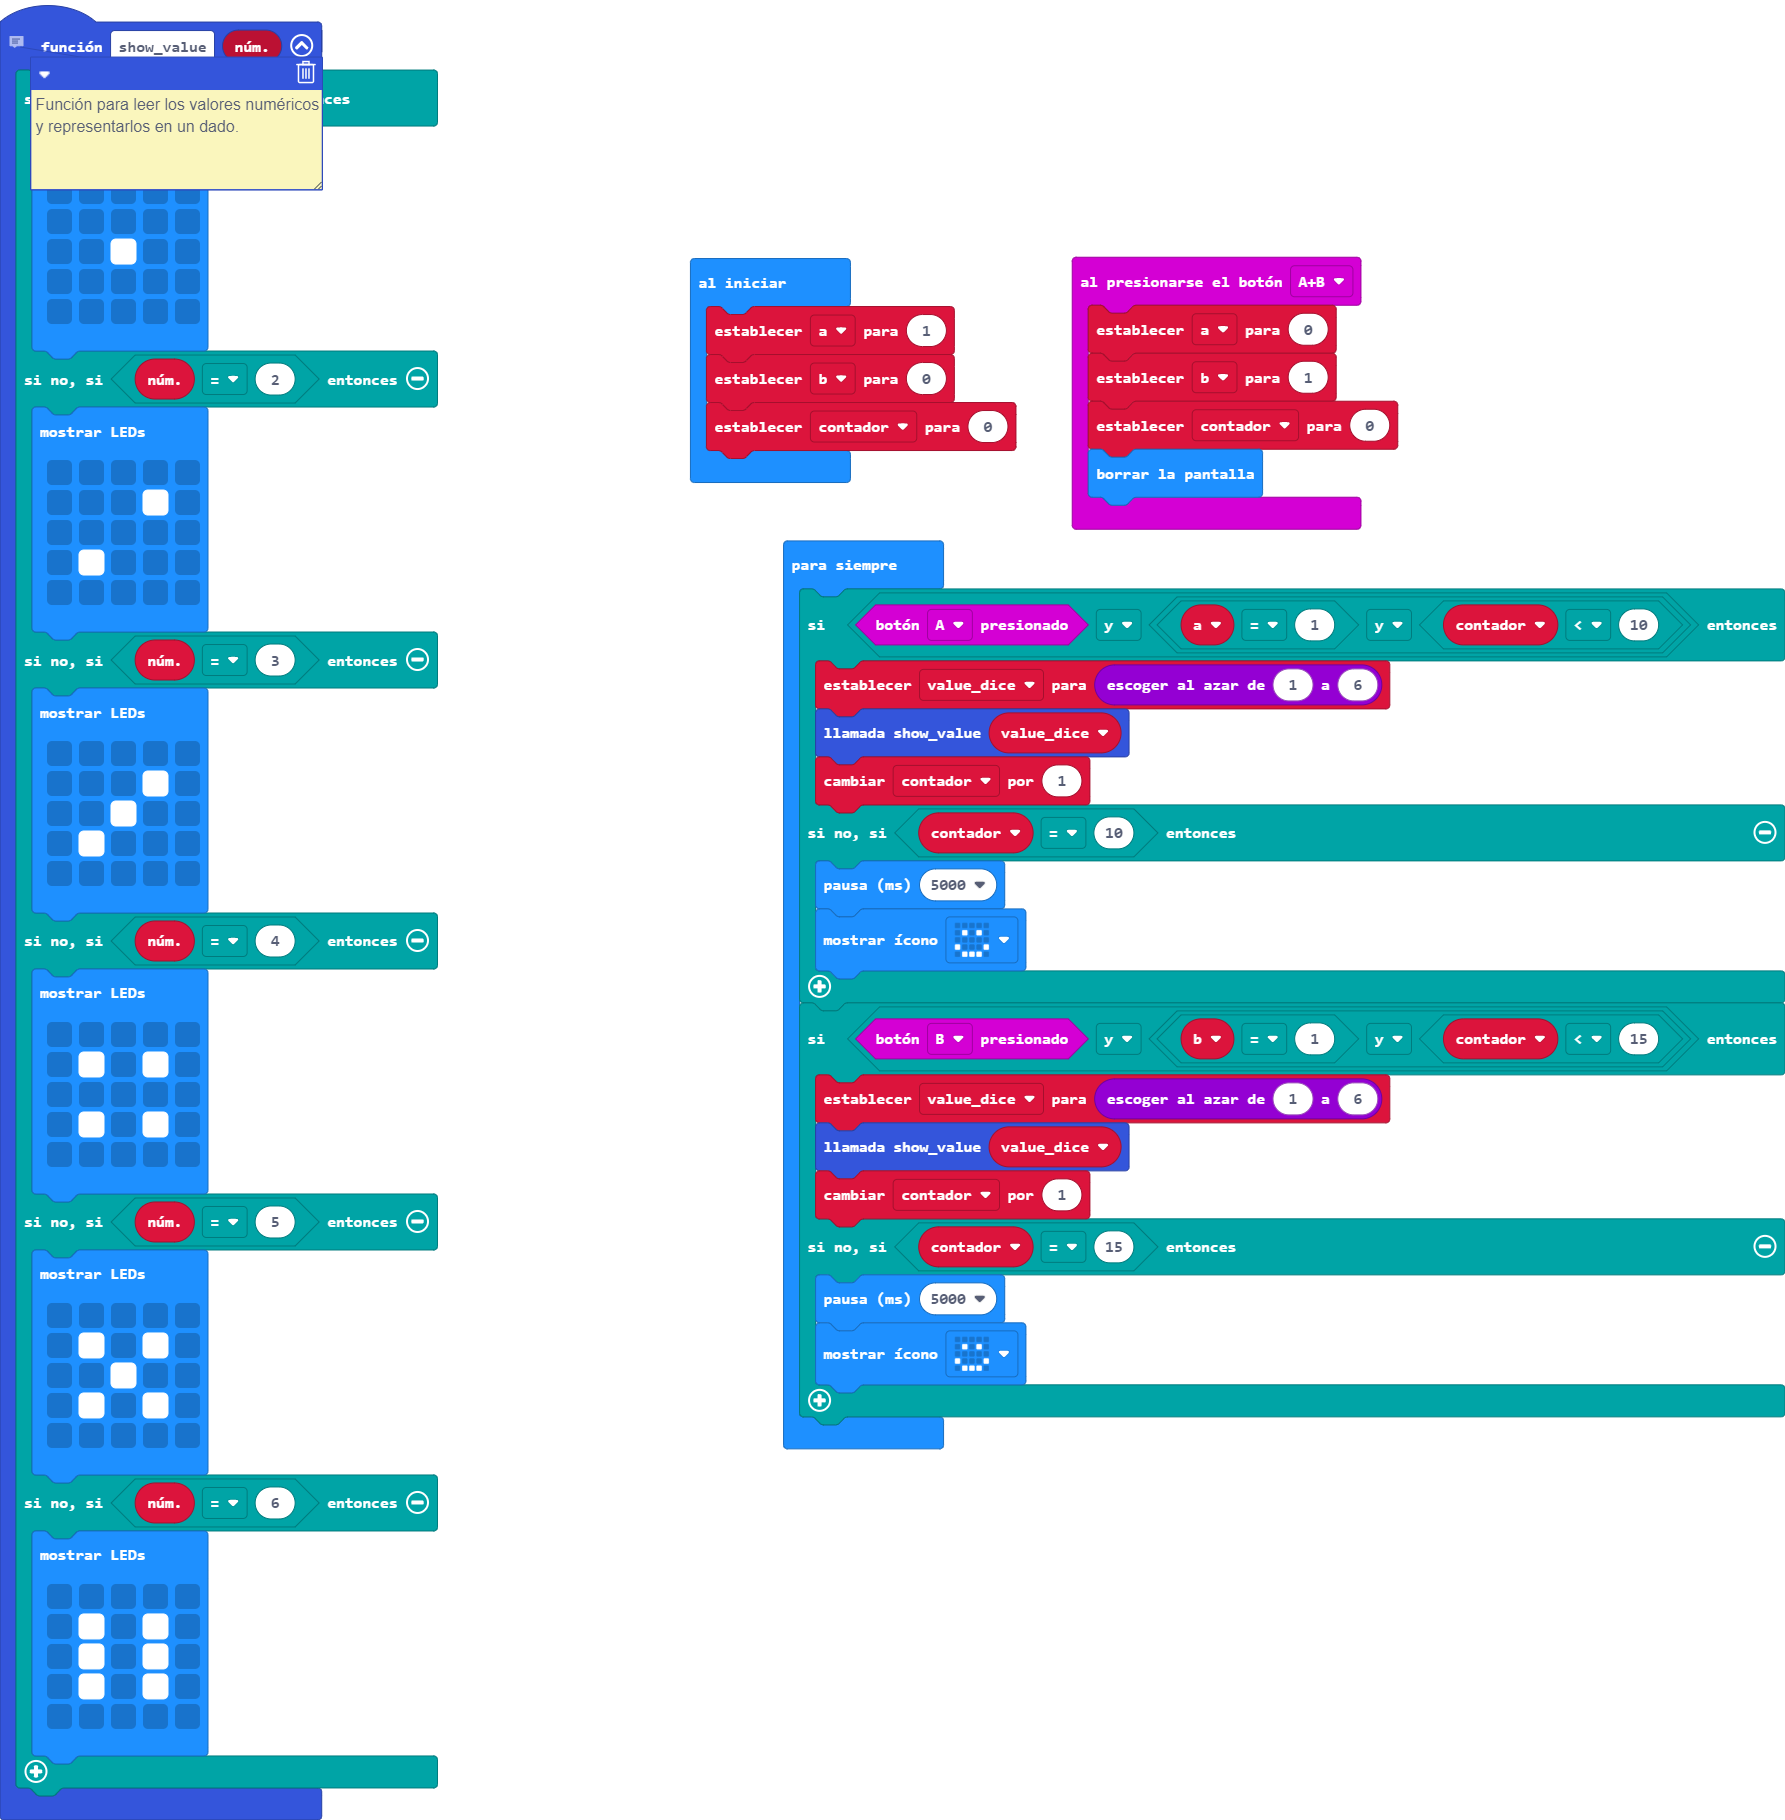 función show_value núm.
Función para leer los valores numéricos
y representarlos en un dado.
si no, si núm. = 2 entonces
mostrar LEDs
si no, si núm. = 3 entonces
mostrar LEDs
si no, si núm. = 4 entonces
mostrar LEDs
si no, si núm. = 5 entonces
mostrar LEDs
si no, si núm. = 6 entonces
mostrar LEDs
al iniciar
establecer a para 1
establecer b para 0
establecer contador para 0
al presionarse el botón A+B
establecer a para 0
establecer b para 1
establecer contador para 0
borrar la pantalla
para siempre
si botón A presionado y a = 1 y contador < 10 entonces
establecer value_dice para escoger al azar de 1 a 6
llamada show_value value_dice
cambiar contador por 1
si no, si contador = 10 entonces
pausa (ms) 5000
mostrar ícono
si botón B presionado y b = 1 y contador < 15 entonces
establecer value_dice para escoger al azar de 1 a 6
llamada show_value value_dice
cambiar contador por 1
si no, si contador = 15 entonces
pausa (ms) 5000
mostrar ícono